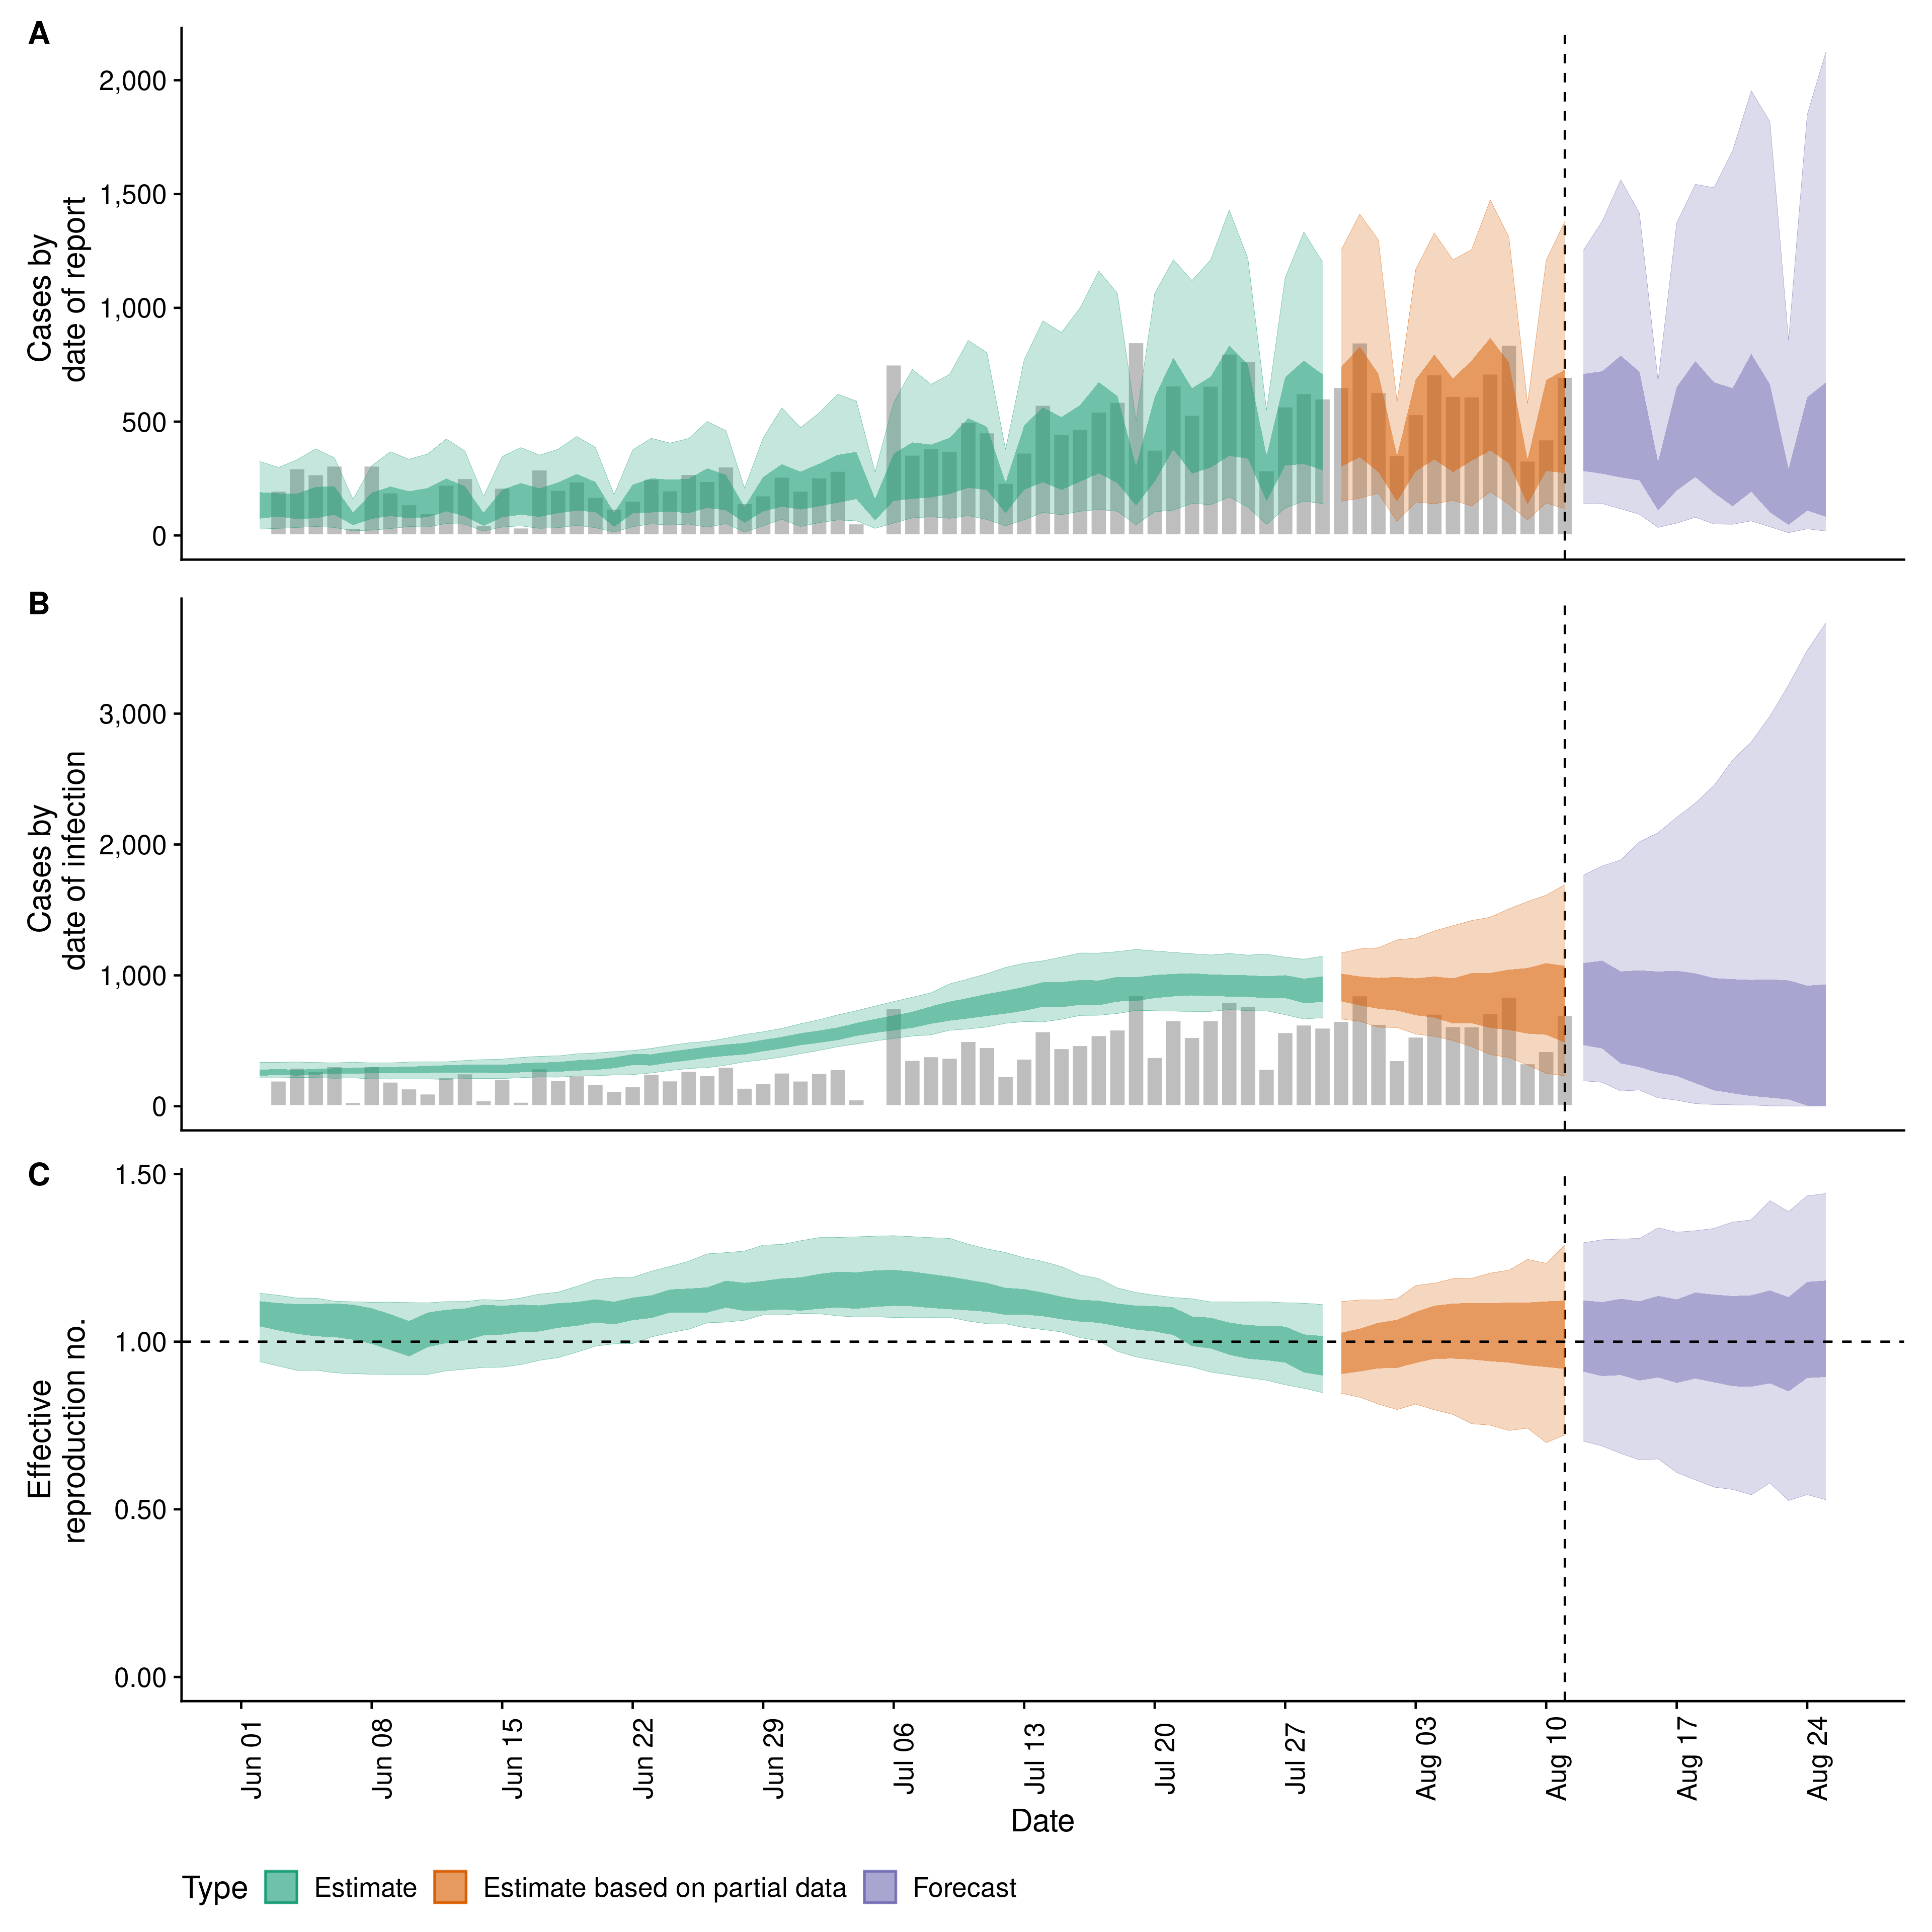 A
Cases by
date of report
2,000
1,500
1,000
500
0
B
Cases by
date of infection
3,000
2,000
1,000
0
C
Effective
reproduction no.
1.50
1.00
0.50
0.00
Jun 01
Jun 08
Jun 15
Jun 22
Jun 29
Jul 06
Jul 13
Jul 20
Jul 27
Aug 03
Aug 10
Aug 17
Aug 24
Date
Type Estimate Estimate based on partial data Forecast